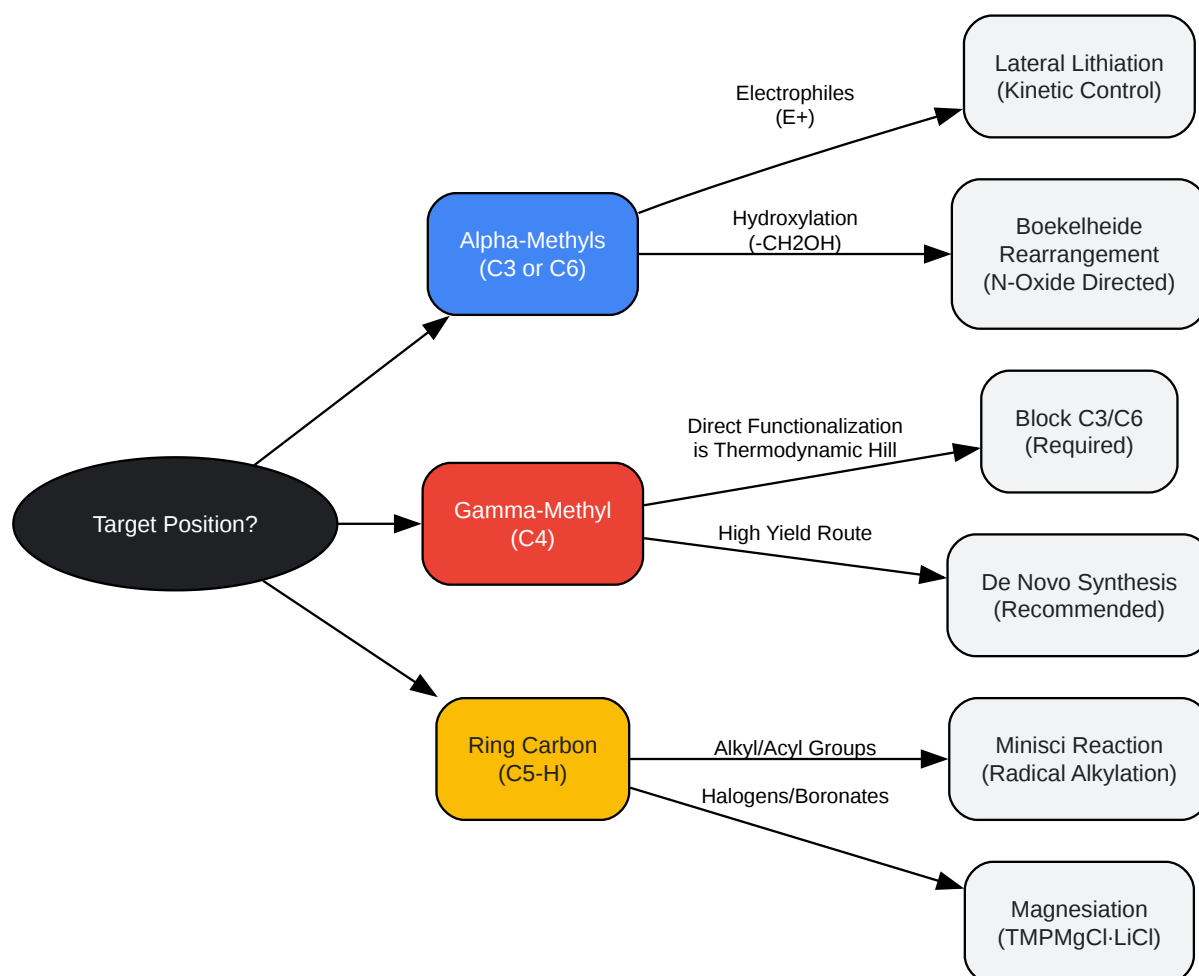 Target Position?
Alpha-Methyls
(C3 or C6)
Electrophiles
(E+)
Lateral Lithiation
(Kinetic Control)
Hydroxylation
(-CH2OH)
Boekelheide
Rearrangement
(N-Oxide Directed)
Gamma-Methyl
(C4)
Direct Functionalization
is Thermodynamic Hill
Block C3/C6
(Required)
High Yield Route
De Novo Synthesis
(Recommended)
Ring Carbon
(C5-H)
Alkyl/Acyl Groups
Minisci Reaction
(Radical Alkylation)
Halogens/Boronates
Magnesiation
(TMPMgCl·LiCl)